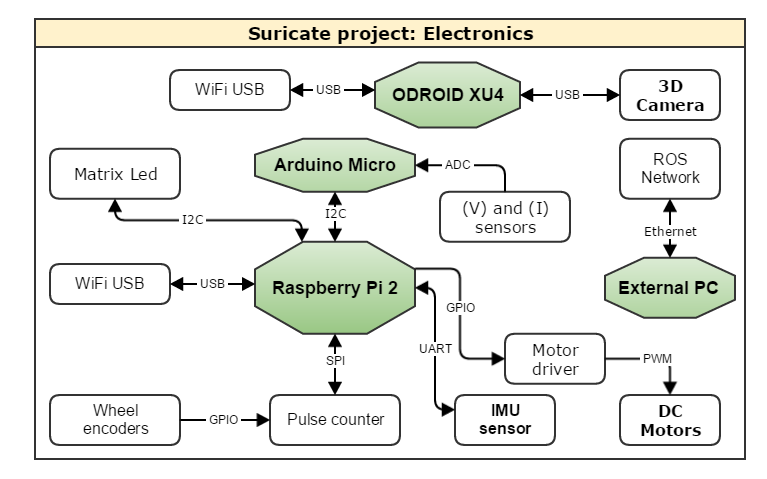 Suricate project: Electronics
WiFi USB
USB
ODROID XU4
USB
3D
Camera
Matrix Led
Arduino Micro
ADC
(V) and (I)
sensors
ROS
Network
I2C
I2C
Ethernet
WiFi USB
USB
Raspberry Pi 2
GPIO
External PC
UART
SPI
Motor
driver
PWM
Wheel
encoders
GPIO
Pulse counter
IMU
sensor
DC
Motors